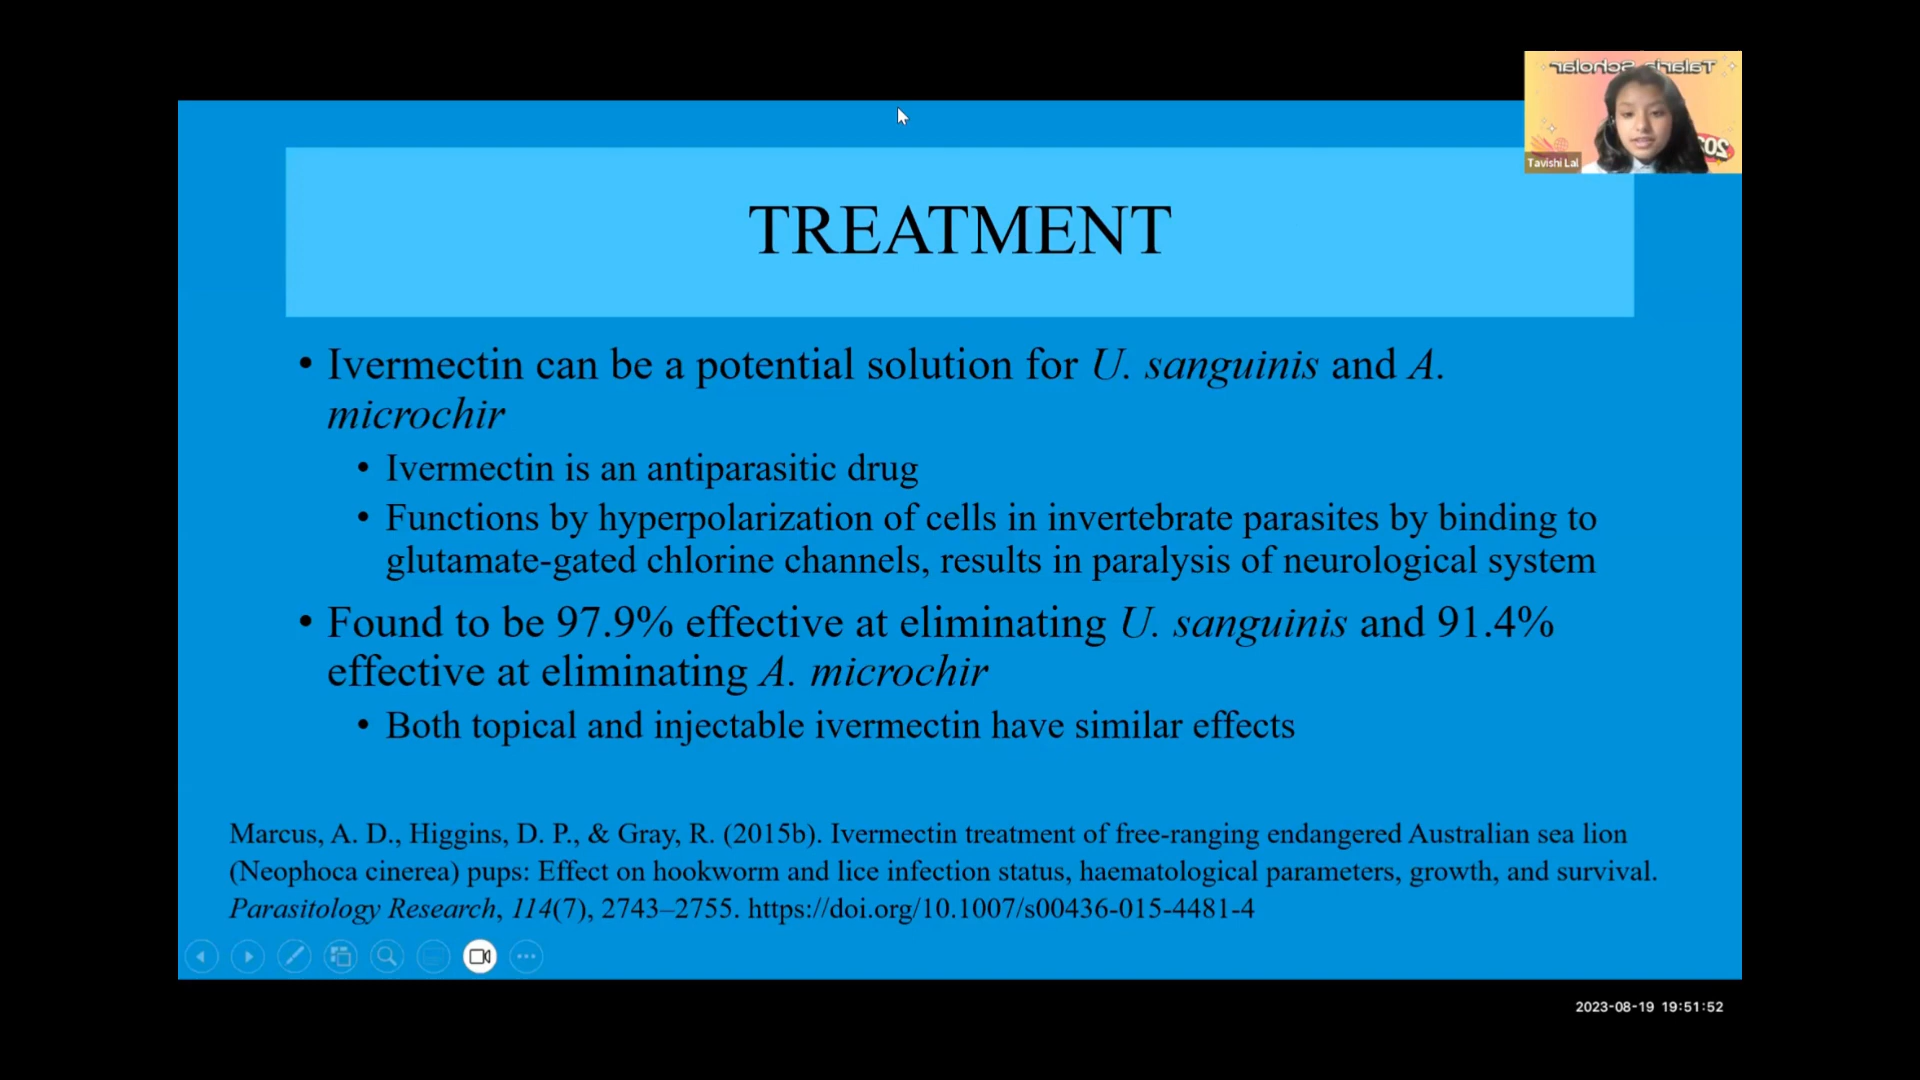 Talaria Scholar
202
Tavishi Lal
TREATMENT
• Ivermectin can be a potential solution for U. sanguinis and A.
microchir
• Ivermectin is an antiparasitic drug
• Functions by hyperpolarization of cells in invertebrate parasites by binding to
glutamate-gated chlorine channels, results in paralysis of neurological system
• Found to be 97.9% effective at eliminating U. sanguinis and 91.4%
effective at eliminating A. microchir
• Both topical and injectable ivermectin have similar effects
Marcus, A. D., Higgins, D. P., & Gray, R. (2015b). Ivermectin treatment of free-ranging endangered Australian sea lion
(Neophoca cinerea) pups: Effect on hookworm and lice infection status, haematological parameters, growth, and survival.
Parasitology Research, 114(7), 2743–2755. https://doi.org/10.1007/s00436-015-4481-4
2023-08-19 19:51:52